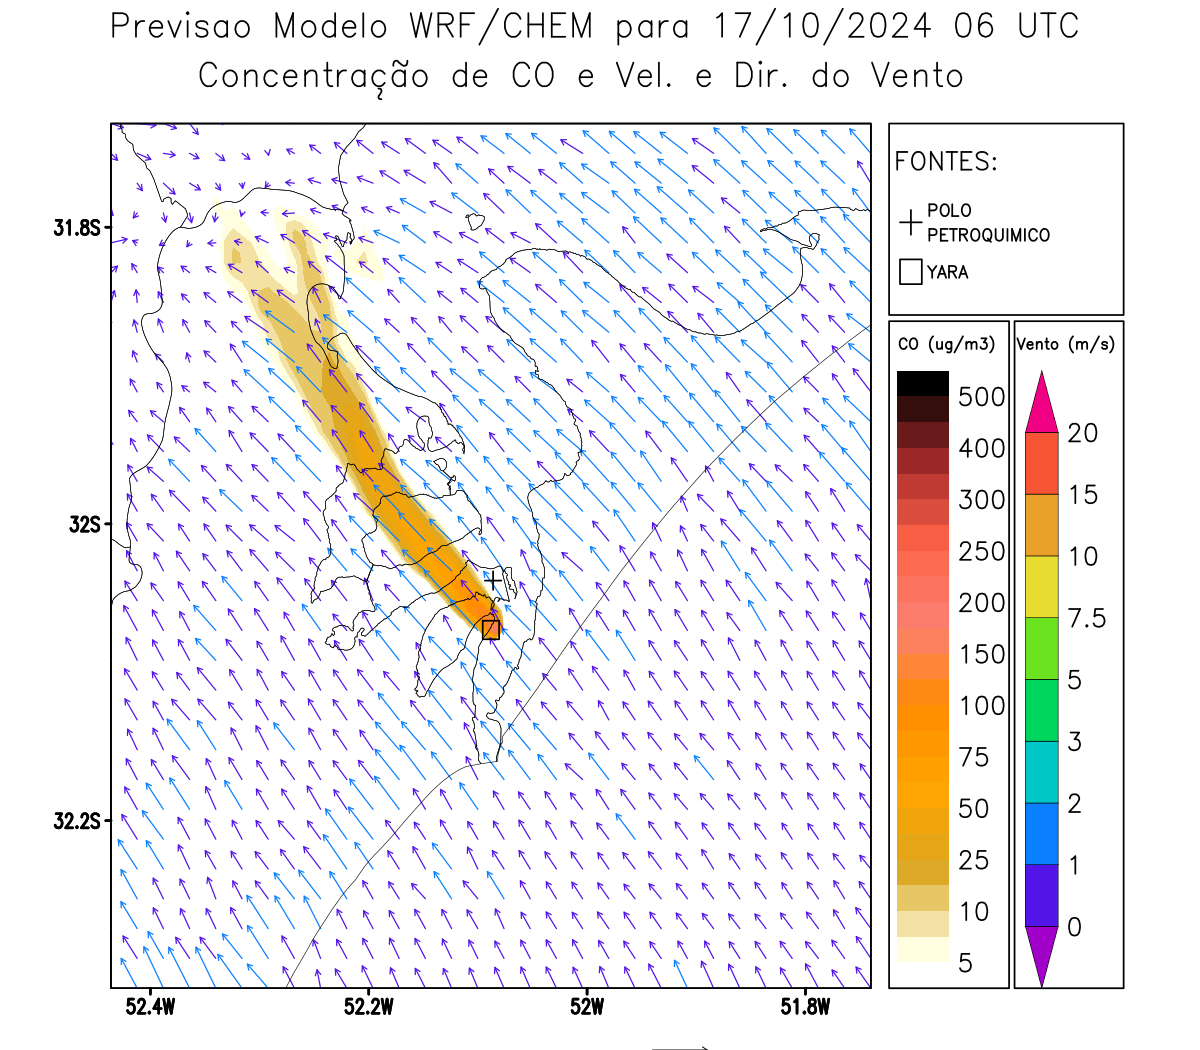 Previsao Modelo WRF/CHEM para 17/10/2024 06 UTC
Concentração de CO e Vel. e Dir. do Vento
FONTES:
POLO
PETROQUIMICO
YARA
CO (ug/m3)
500
400
300
250
200
150
100
75
50
25
10
5
Vento (m/s)
20
15
10
7.5
5
3
2
1
0
31.8S
32S
32.2S
52.4W
52.2W
52W
51.8W